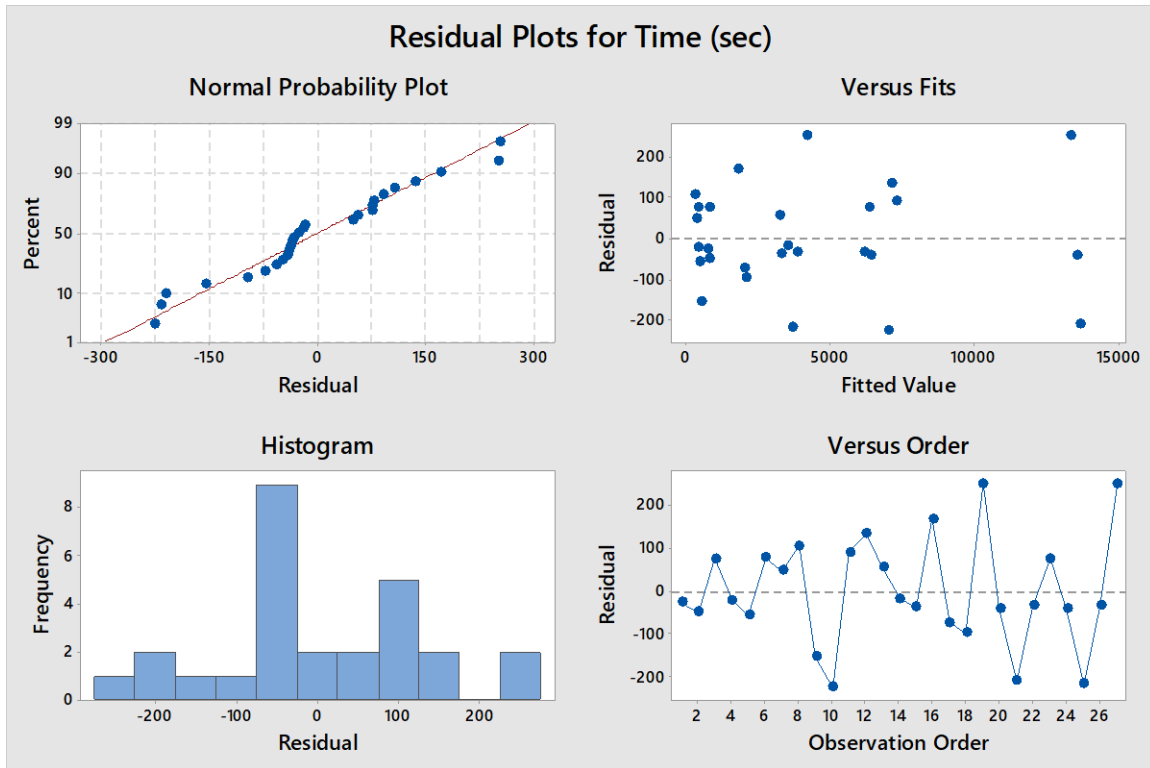 Residual Plots for Time (sec)
Normal Probability Plot
Percent
99
90
50
10
1
-300 -150 0 150 300
Residual
Versus Fits
Residual
200
100
0
-100
-200
0 5000 10000 15000
Fitted Value
Histogram
Frequency
8
6
4
2
0
-200 -100 0 100 200
Residual
Versus Order
Residual
200
100
0
-100
-200
2 4 6 8 10 12 14 16 18 20 22 24 26
Observation Order